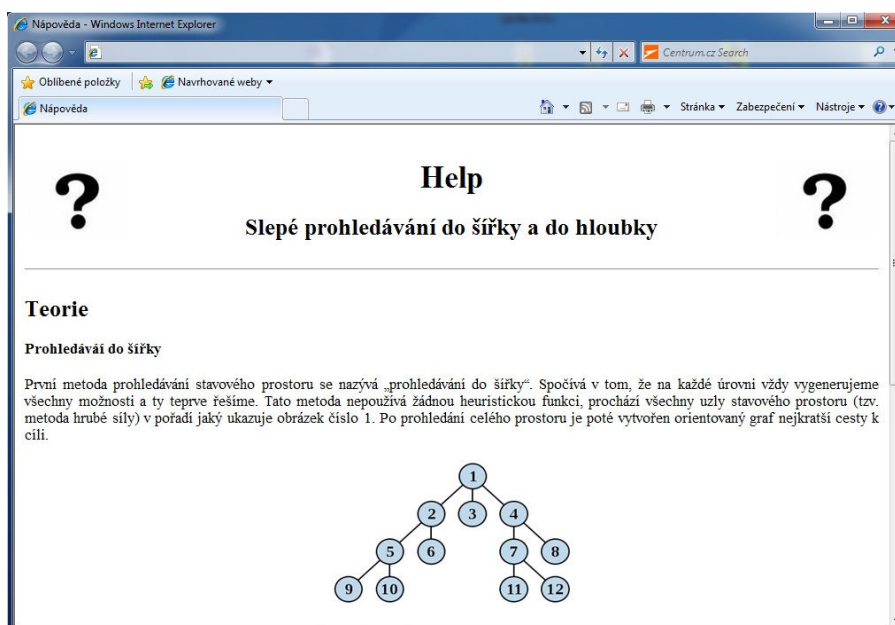 Nápověda - Windows Internet Explorer
Centrum.cz Search
Oblíbené položky
Navrhované weby
Nápověda
Stránka
Zabezpečení
Nástroje
?
Help
?
Slepé prohledávání do šířky a do hloubky
Teorie
Prohledáváí do šířky
První metoda prohledávání stavového prostoru se nazývá „prohledávání do šířky“. Spočívá v tom, že na každé úrovni vždy vygenerujeme
všechny možnosti a ty teprve řešíme. Tato metoda nepoužívá žádnou heuristickou funkci, prochází všechny uzly stavového prostoru (tzv.
metoda hrubé síly) v pořadí jaký ukazuje obrázek číslo 1. Po prohledání celého prostoru je poté vytvořen orientovaný graf nejkratší cesty k
cíli.
1
2 3 4
5 6 7 8
9 10 11 12